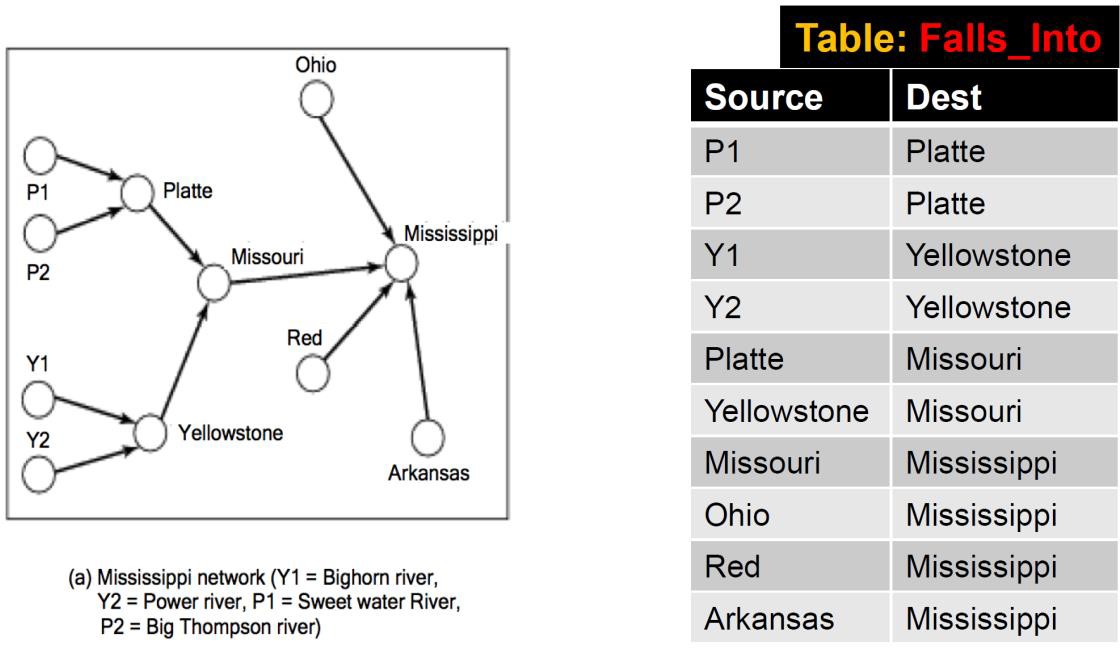 Ohio
P1
Platte
P2
Mississippi
Missouri
Red
Y1
Y2
Yellowstone
Arkansas
(a) Mississippi network (Y1 = Bighorn river,
Y2 = Power river, P1 = Sweet water River,
P2 = Big Thompson river)
Table: Falls_Into
Source Dest
P1 Platte
P2 Platte
Y1 Yellowstone
Y2 Yellowstone
Platte Missouri
Yellowstone Missouri
Missouri Mississippi
Ohio Mississippi
Red Mississippi
Arkansas Mississippi